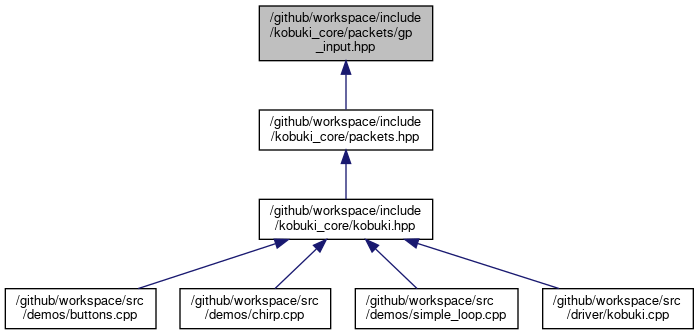 /github/workspace/include
/kobuki_core/packets/gp
_input.hpp
/github/workspace/include
/kobuki_core/packets.hpp
/github/workspace/include
/kobuki_core/kobuki.hpp
/github/workspace/src
/demos/buttons.cpp
/github/workspace/src
/demos/chirp.cpp
/github/workspace/src
/demos/simple_loop.cpp
/github/workspace/src
/driver/kobuki.cpp